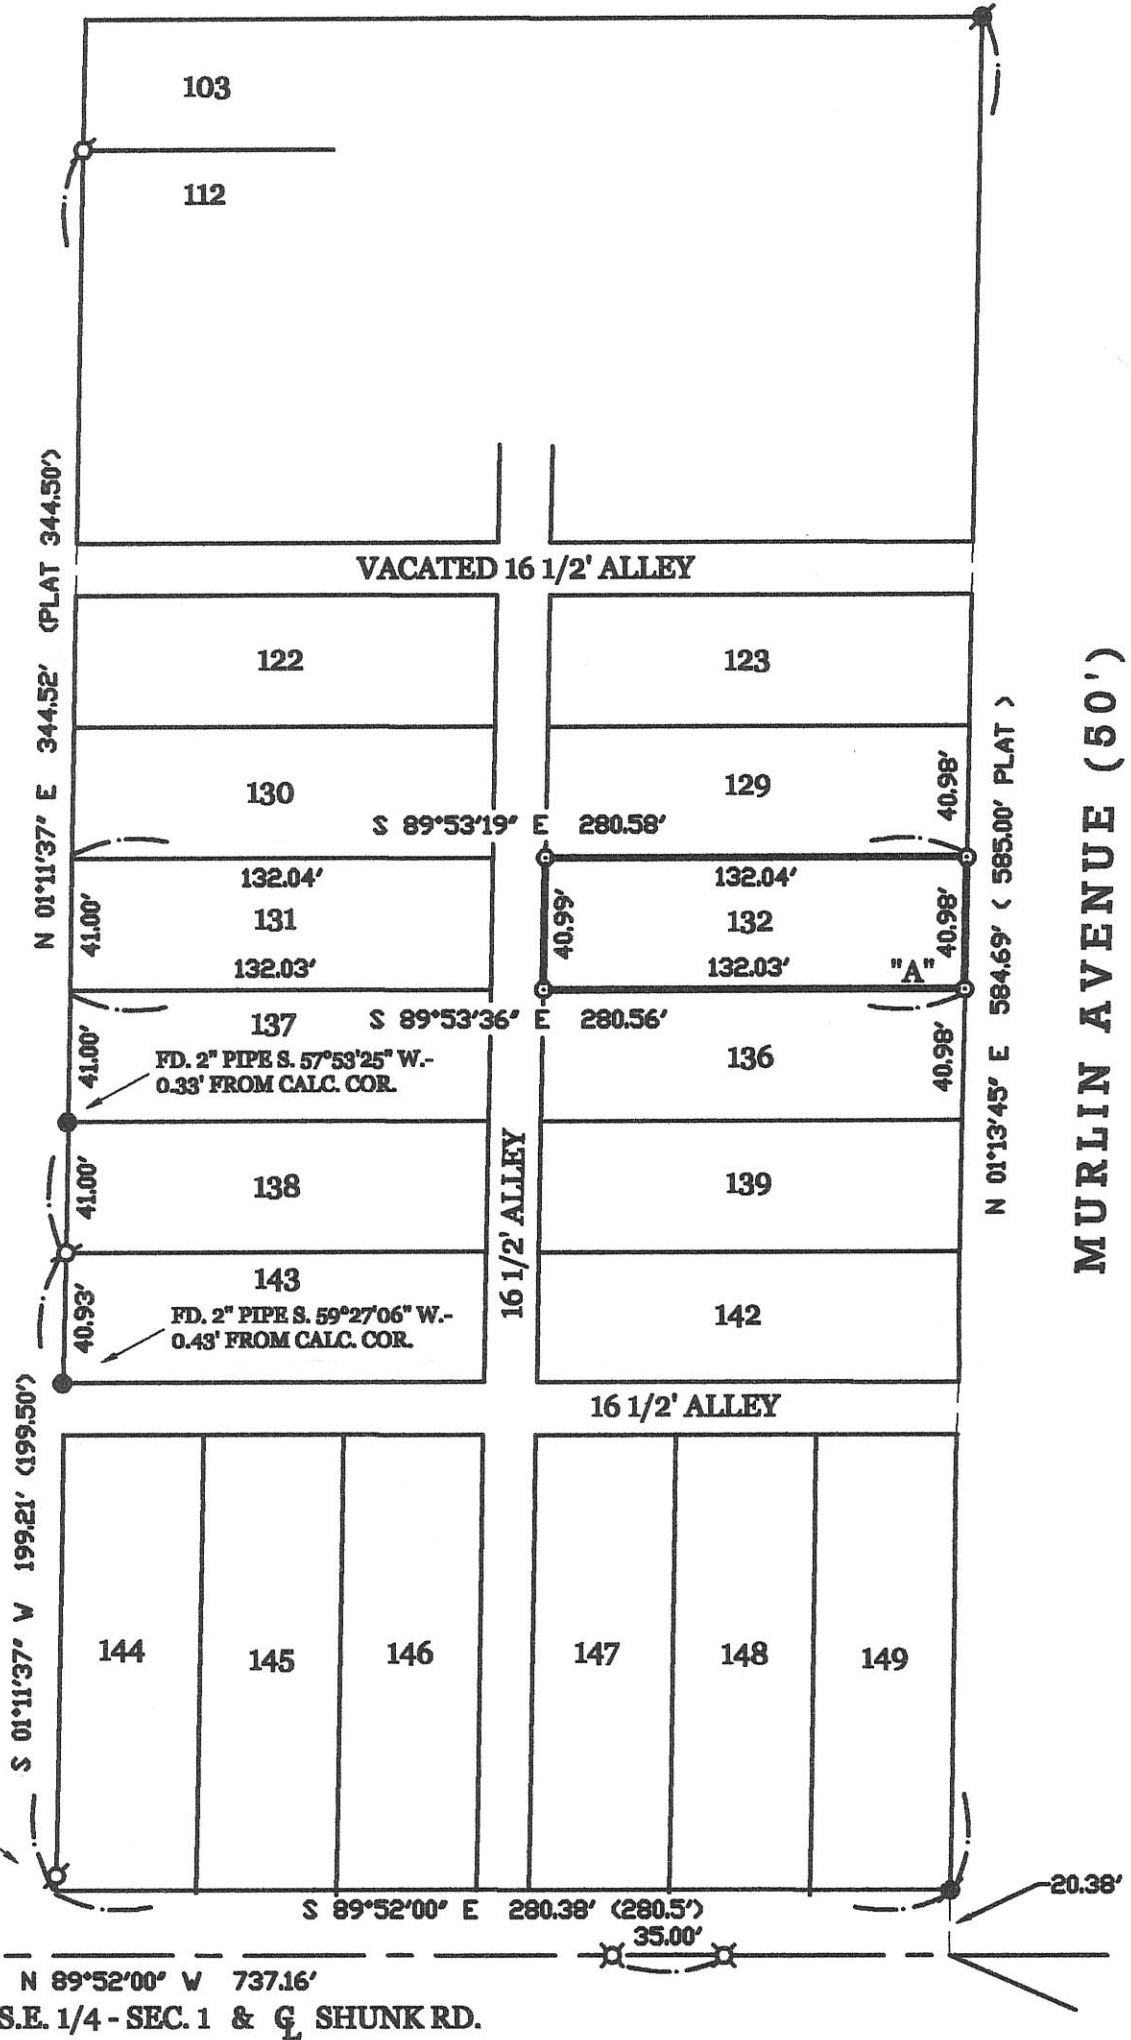 103
112
N 01°11'37" E 344.52' (PLAT 344.50')
VACATED 16 1/2' ALLEY
122
123
130
129
40.98'
S 89°53'19" E 280.58'
132.04'
132.04'
41.00'
131
40.99'
132
40.98'
132.03'
132.03'
"A"
S 89°53'36" E 280.56'
137
41.00'
136
40.98'
FD. 2" PIPE S. 57°53'25" W.-
0.33' FROM CALC. COR.
N 01°13'45" E 584.69' ( 585.00' PLAT )
MURLIN AVENUE (50')
41.00'
138
139
16 1/2' ALLEY
143
142
40.93'
FD. 2" PIPE S. 59°27'06" W.-
0.43' FROM CALC. COR.
16 1/2' ALLEY
S 01°11'37" W 199.21' (199.50')
144
145
146
147
148
149
20.38'
S 89°52'00" E 280.38' (280.5')
35.00'
N 89°52'00" W 737.16'
S.E. 1/4 - SEC. 1 & ℄ SHUNK RD.